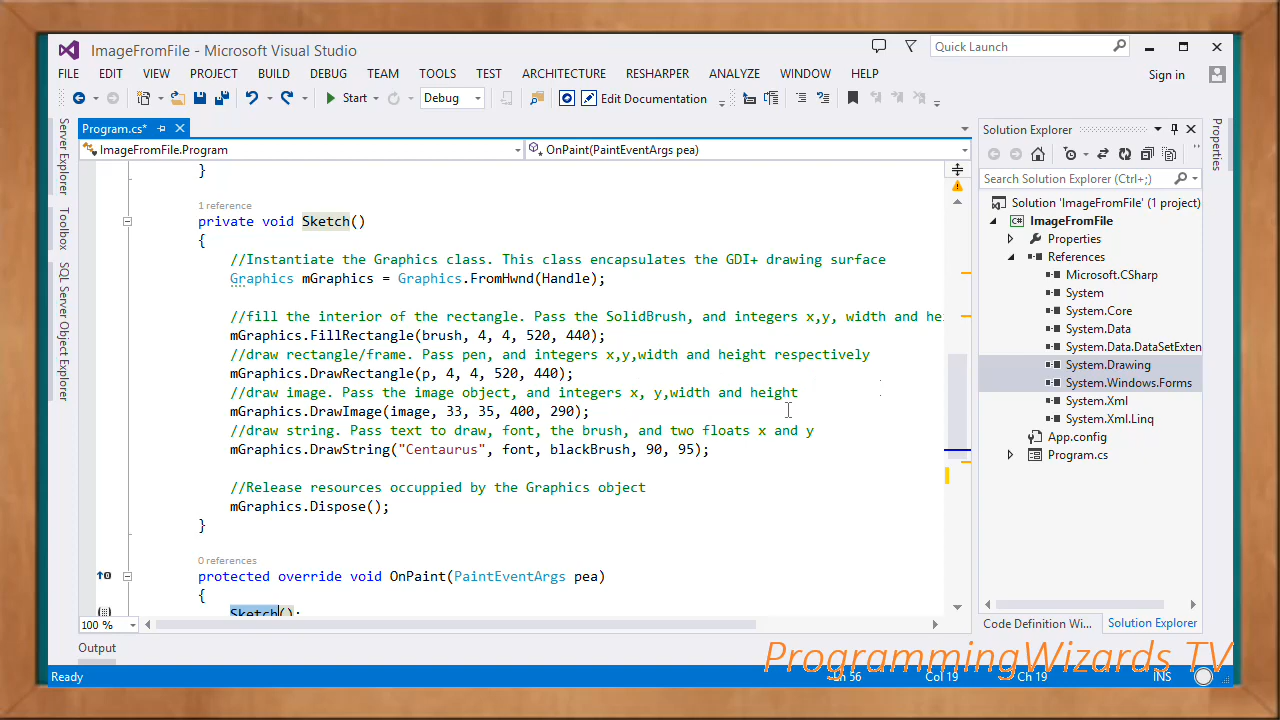 ImageFromFile - Microsoft Visual Studio
Quick Launch
FILE EDIT VIEW PROJECT BUILD DEBUG TEAM TOOLS TEST ARCHITECTURE RESHARPER ANALYZE WINDOW HELP
Sign in
Start
Debug
Edit Documentation
Server Explorer
Toolbox
SQL Server Object Explorer
Program.cs*
ImageFromFile.Program
OnPaint(PaintEventArgs pea)
}
1 reference
private void Sketch()
{
//Instantiate the Graphics class. This class encapsulates the GDI+ drawing surface
Graphics mGraphics = Graphics.FromHwnd(Handle);
//fill the interior of the rectangle. Pass the SolidBrush, and integers x,y, width and he
mGraphics.FillRectangle(brush, 4, 4, 520, 440);
//draw rectangle/frame. Pass pen, and integers x,y,width and height respectively
mGraphics.DrawRectangle(p, 4, 4, 520, 440);
//draw image. Pass the image object, and integers x, y,width and height
mGraphics.DrawImage(image, 33, 35, 400, 290);
//draw string. Pass text to draw, font, the brush, and two floats x and y
mGraphics.DrawString("Centaurus", font, blackBrush, 90, 95);
//Release resources occuppied by the Graphics object
mGraphics.Dispose();
}
0 references
protected override void OnPaint(PaintEventArgs pea)
{
Sketch();
100 %
Output
Ready
Ln 56
Col 19
Ch 19
INS
Solution Explorer
Search Solution Explorer (Ctrl+;)
Solution 'ImageFromFile' (1 project)
ImageFromFile
Properties
References
Microsoft.CSharp
System
System.Core
System.Data
System.Data.DataSetExten
System.Drawing
System.Windows.Forms
System.Xml
System.Xml.Linq
App.config
Program.cs
Code Definition Wi...
Solution Explorer
Properties
ProgrammingWizards TV